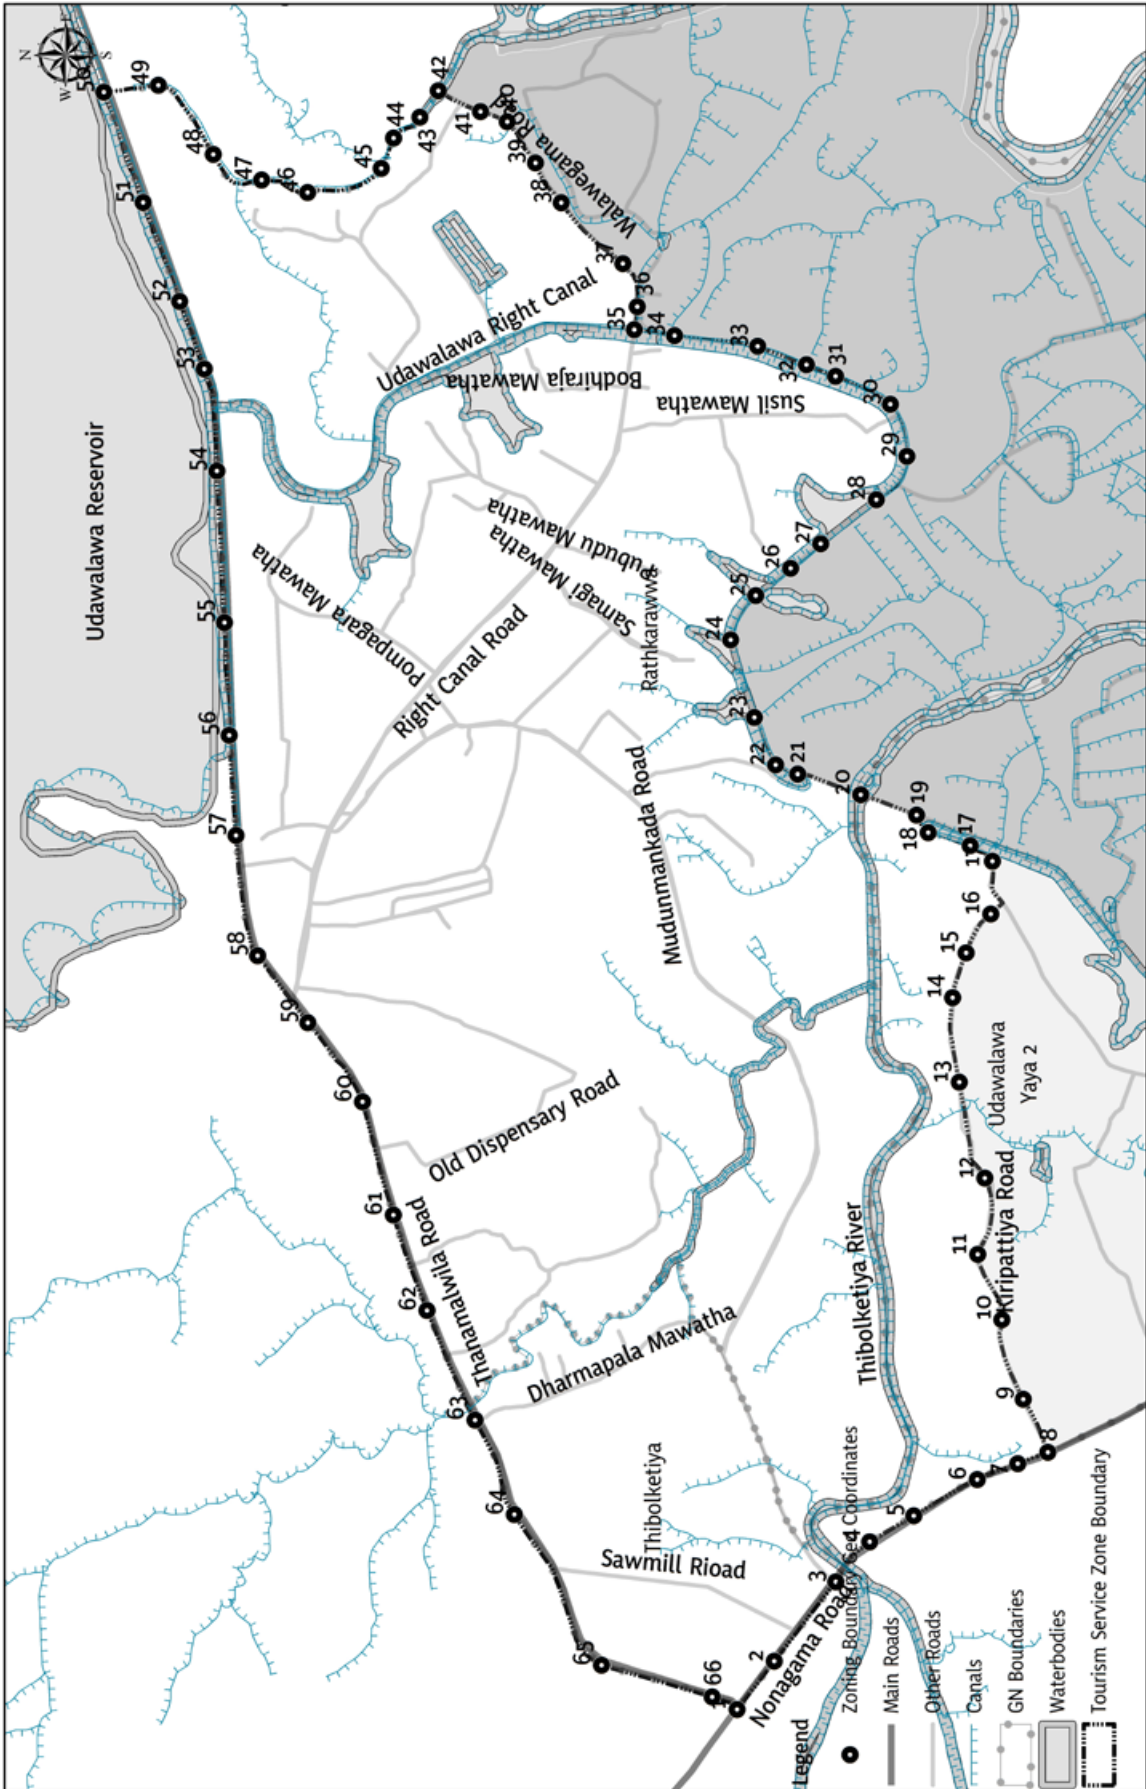 N
S
W
50
49
48
47
46
45
44
43
42
41
40
39
38
37
36
35
34
33
32
31
30
29
28
27
26
25
24
23
22
21
20
19
18
17
17
16
15
14
13
12
11
10
9
8
7
6
5
4
3
2
1
66
65
64
63
62
61
60
59
58
57
56
55
54
53
52
51
Udawalawa Reservoir
Walawegama Road
Udawalawa Right Canal
Bodhiraja Mawatha
Susil Mawatha
Pubudu Mawatha
Samagi Mawatha
Pompagara Mawatha
Right Canal Road
Rathkarawwa
Mudunmankada Road
Old Dispensary Road
Thanamalwilla Road
Dharmapala Mawatha
Thibolketiya River
Udawalawa
Yaya 2
Kiripattiya Road
Thibolketiya
Sawmill Rioad
Nonagama Road
Legend
Zoning Boundary Geo Coordinates
Main Roads
Other Roads
Canals
GN Boundaries
Waterbodies
Tourism Service Zone Boundary